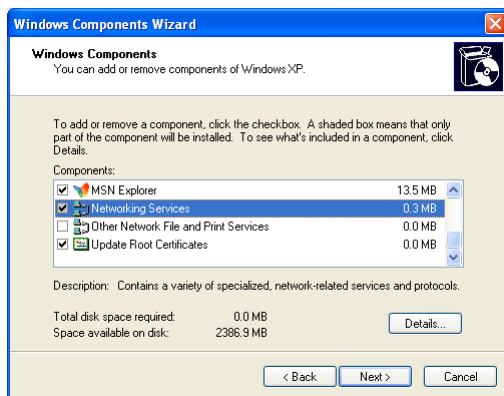 Windows Components Wizard
Windows Components
You can add or remove components of Windows XP.
To add or remove a component, click the checkbox. A shaded box means that only
part of the component will be installed. To see what's included in a component, click
Details.
Components:
MSN Explorer 13.5 MB
Networking Services 0.3 MB
Other Network File and Print Services 0.0 MB
Update Root Certificates 0.0 MB
Description: Contains a variety of specialized, network-related services and protocols.
Total disk space required: 0.0 MB
Space available on disk: 2386.9 MB
Details...
< Back Next > Cancel